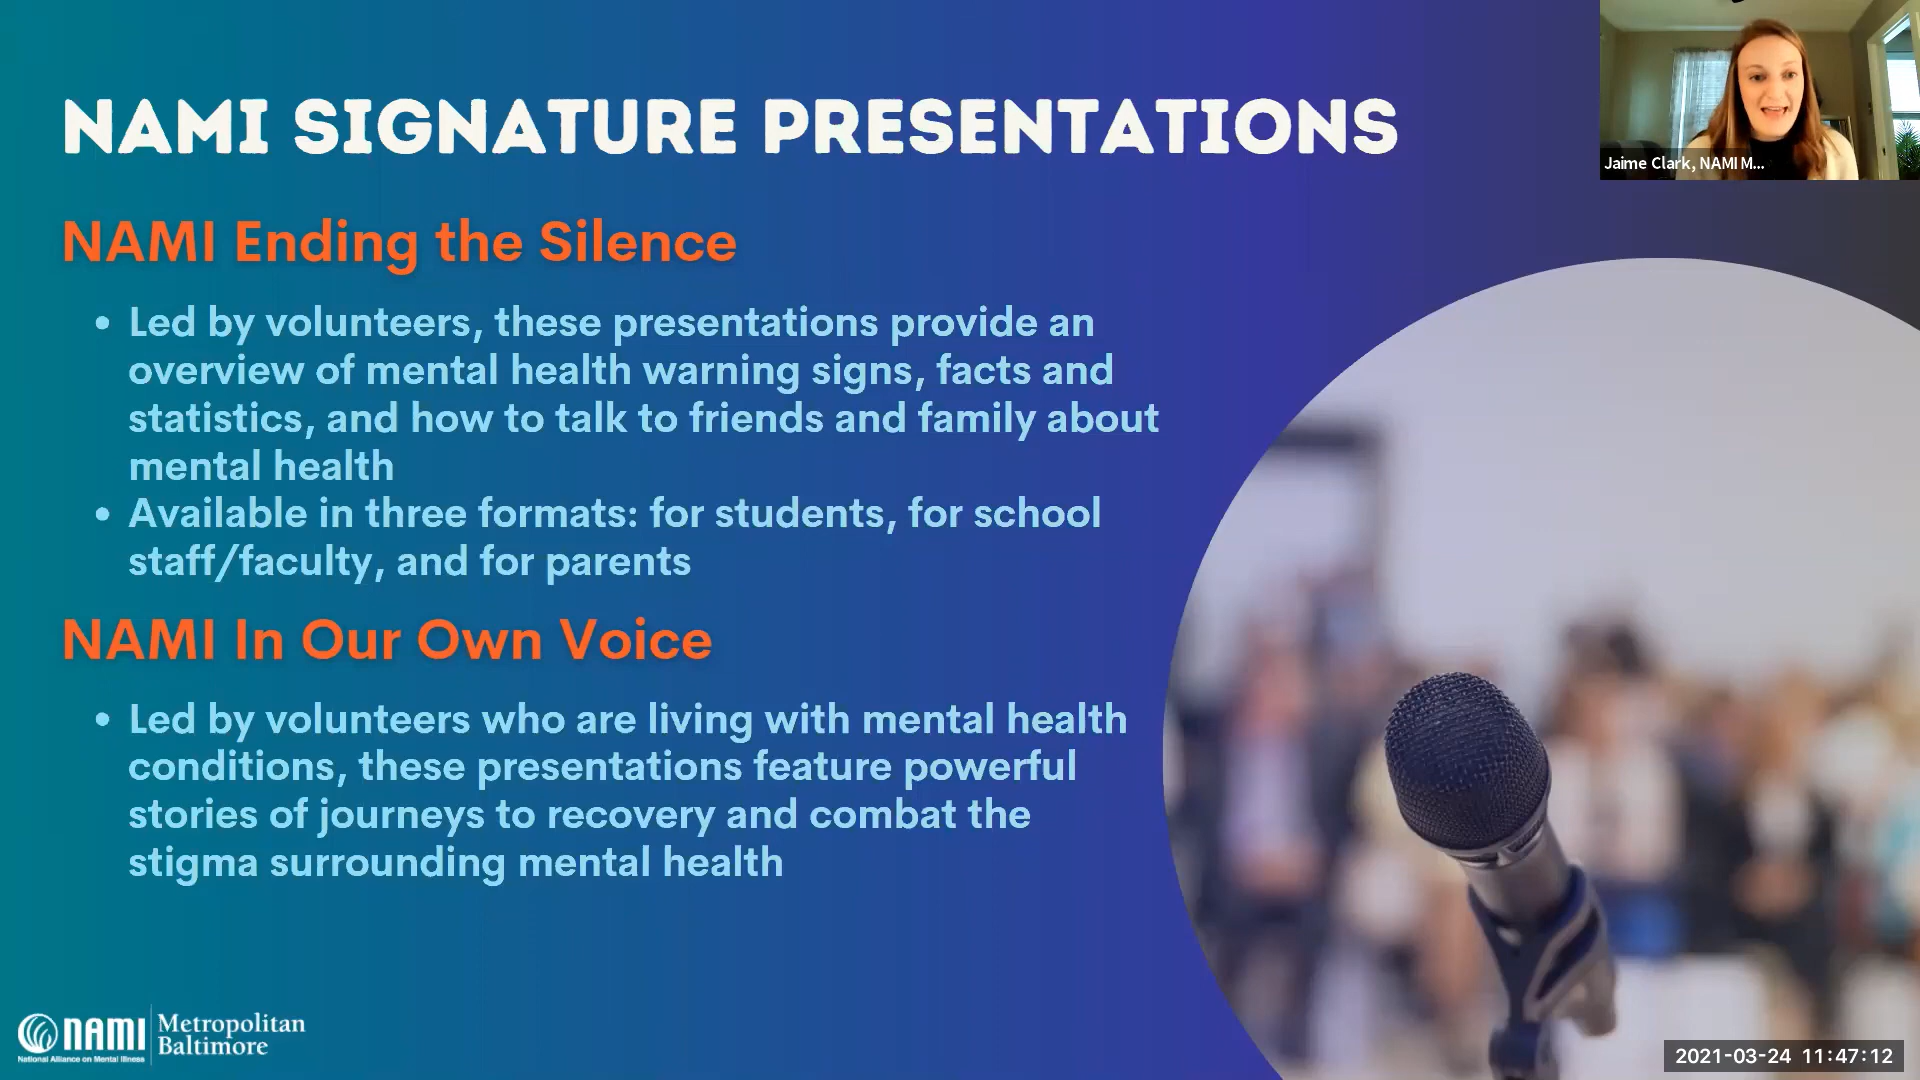 NAMI SIGNATURE PRESENTATIONS
Jaime Clark, NAMI M...
NAMI Ending the Silence
• Led by volunteers, these presentations provide an
overview of mental health warning signs, facts and
statistics, and how to talk to friends and family about
mental health
• Available in three formats: for students, for school
staff/faculty, and for parents
NAMI In Our Own Voice
• Led by volunteers who are living with mental health
conditions, these presentations feature powerful
stories of journeys to recovery and combat the
stigma surrounding mental health
NAMI
National Alliance on Mental Illness
Metropolitan
Baltimore
2021-03-24 11:47:12